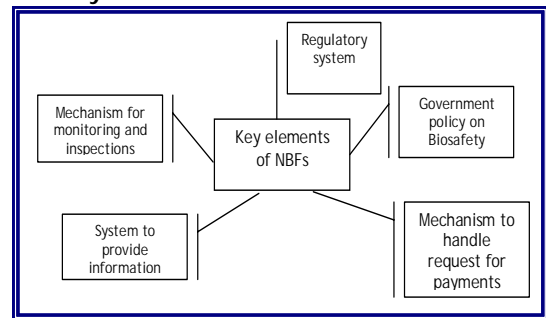 Regulatory
system
Mechanism for
monitoring and
inspections
Key elements
of NBFs
Government
policy on
Biosafety
System to
provide
information
Mechanism to
handle
request for
payments